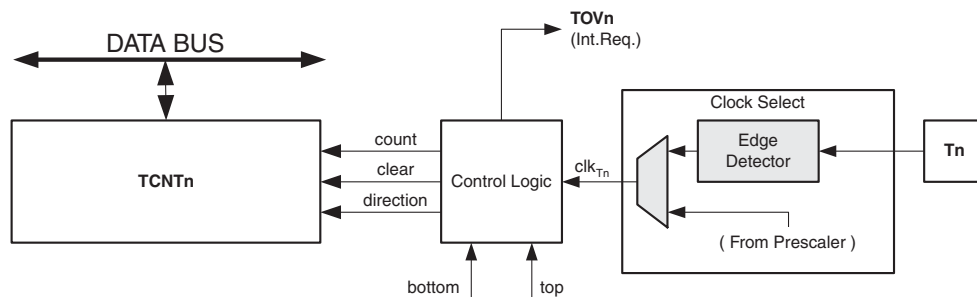 TOVn
(Int.Req.)
DATA BUS
Clock Select
count
Edge
Detector
Tn
TCNTn
clear
Control Logic
clkTn
direction
( From Prescaler )
bottom
top